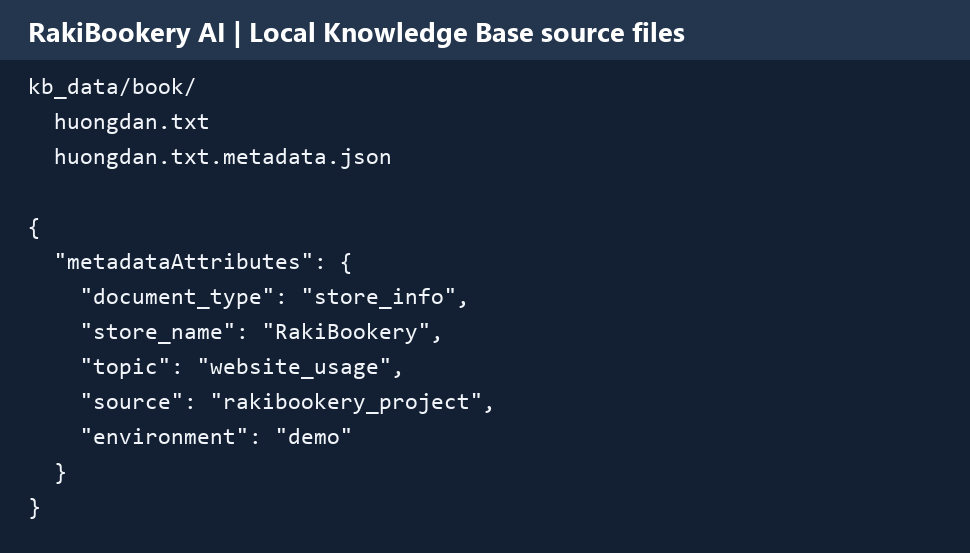 RakiBookery AI | Local Knowledge Base source files
kb_data/book/
  huongdan.txt
  huongdan.txt.metadata.json

{
  "metadataAttributes": {
    "document_type": "store_info",
    "store_name": "RakiBookery",
    "topic": "website_usage",
    "source": "rakibookery_project",
    "environment": "demo"
  }
}